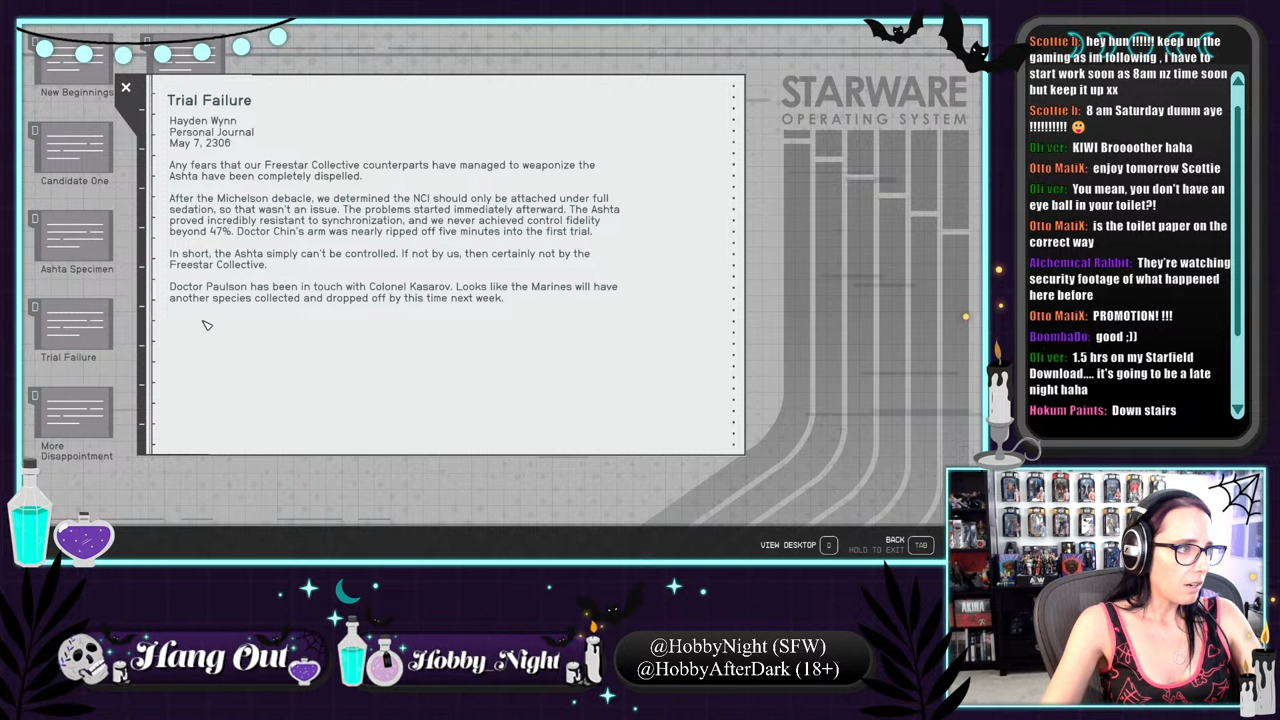 New Beginnings
Candidate One
Ashta Specimen
Trial Failure
More
Disappointment
Trial Failure
Hayden Wynn
Personal Journal
May 7, 2306
Any fears that our Freestar Collective counterparts have managed to weaponize the
Ashta have been completely dispelled.
After the Michelson debacle, we determined the NCI should only be attached under full
sedation, so that wasn't an issue. The problems started immediately afterward. The Ashta
proved incredibly resistant to synchronization, and we never achieved control fidelity
beyond 47%. Doctor Chin's arm was nearly ripped off five minutes into the first trial.
In short, the Ashta simply can't be controlled. If not by us, then certainly not by the
Freestar Collective.
Doctor Paulson has been in touch with Colonel Kasarov. Looks like the Marines will have
another species collected and dropped off by this time next week.
STARWARE
OPERATING SYSTEM
VIEW DESKTOP Q
BACK
HOLD TO EXIT TAB
Scottie b: hey hun !!!!!! keep up the
gaming as im following , i have to
start work soon as 8am nz time soon
but keep it up xx
Scottie b: 8 am Saturday dumm aye
!!!!!!!!!!
Oli ver: KIWI Broooother haha
Otto MatiX: enjoy tomorrow Scottie
Oli ver: You mean, you don't have an
eye ball in your toilet?!
Otto MatiX: is the toilet paper on the
correct way
Alchemical Rabbit: They're watching
security footage of what happened
here before
Otto MatiX: PROMOTION! !!!
BoombaDo: good ;))
Oli ver: 1.5 hrs on my Starfield
Download.... it's going to be a late
night haha
Hokum Paints: Down stairs
AKIRA
Hang Out
Hobby_Night
@HobbyNight (SFW)
@HobbyAfterDark (18+)